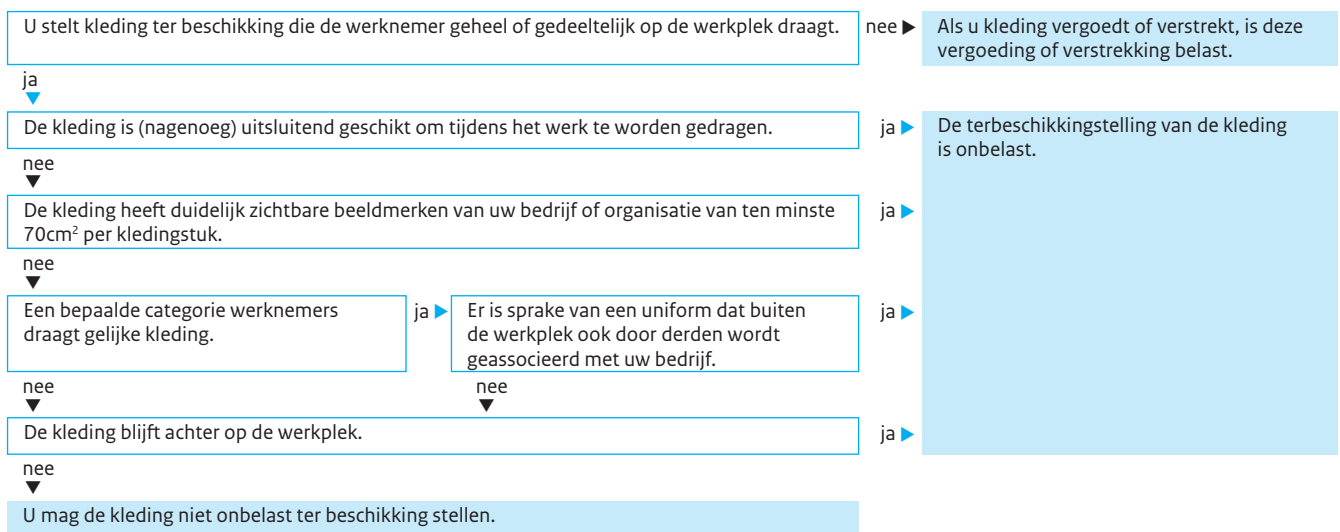 U stelt kleding ter beschikking die de werknemer geheel of gedeeltelijk op de werkplek draagt.
nee
Als u kleding vergoedt of verstrekt, is deze
vergoeding of verstrekking belast.
ja
De kleding is (nagenoeg) uitsluitend geschikt om tijdens het werk te worden gedragen.
ja
De terbeschikkingstelling van de kleding
is onbelast.
nee
De kleding heeft duidelijk zichtbare beeldmerken van uw bedrijf of organisatie van ten minste
70cm² per kledingstuk.
ja
nee
Een bepaalde categorie werknemers
draagt gelijke kleding.
ja
Er is sprake van een uniform dat buiten
de werkplek ook door derden wordt
geassocieerd met uw bedrijf.
ja
nee
nee
De kleding blijft achter op de werkplek.
ja
nee
U mag de kleding niet onbelast ter beschikking stellen.